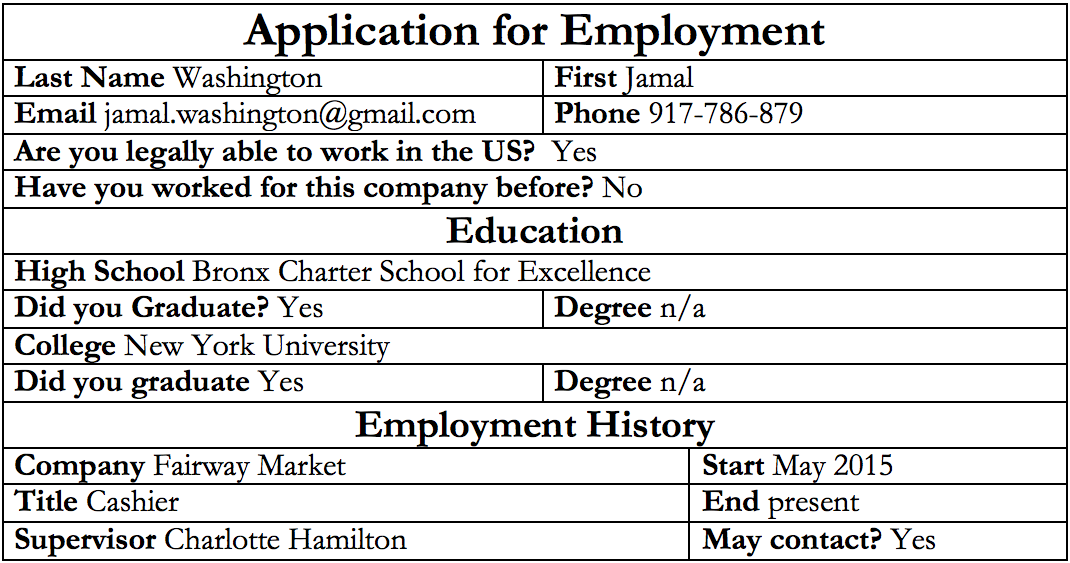 Application for Employment
Last Name Washington First Jamal
Email jamal.washington@gmail.com Phone 917-786-879
Are you legally able to work in the US? Yes
Have you worked for this company before? No
Education
High School Bronx Charter School for Excellence
Did you Graduate? Yes Degree n/a
College New York University
Did you graduate Yes Degree n/a
Employment History
Company Fairway Market Start May 2015
Title Cashier End present
Supervisor Charlotte Hamilton May contact? Yes